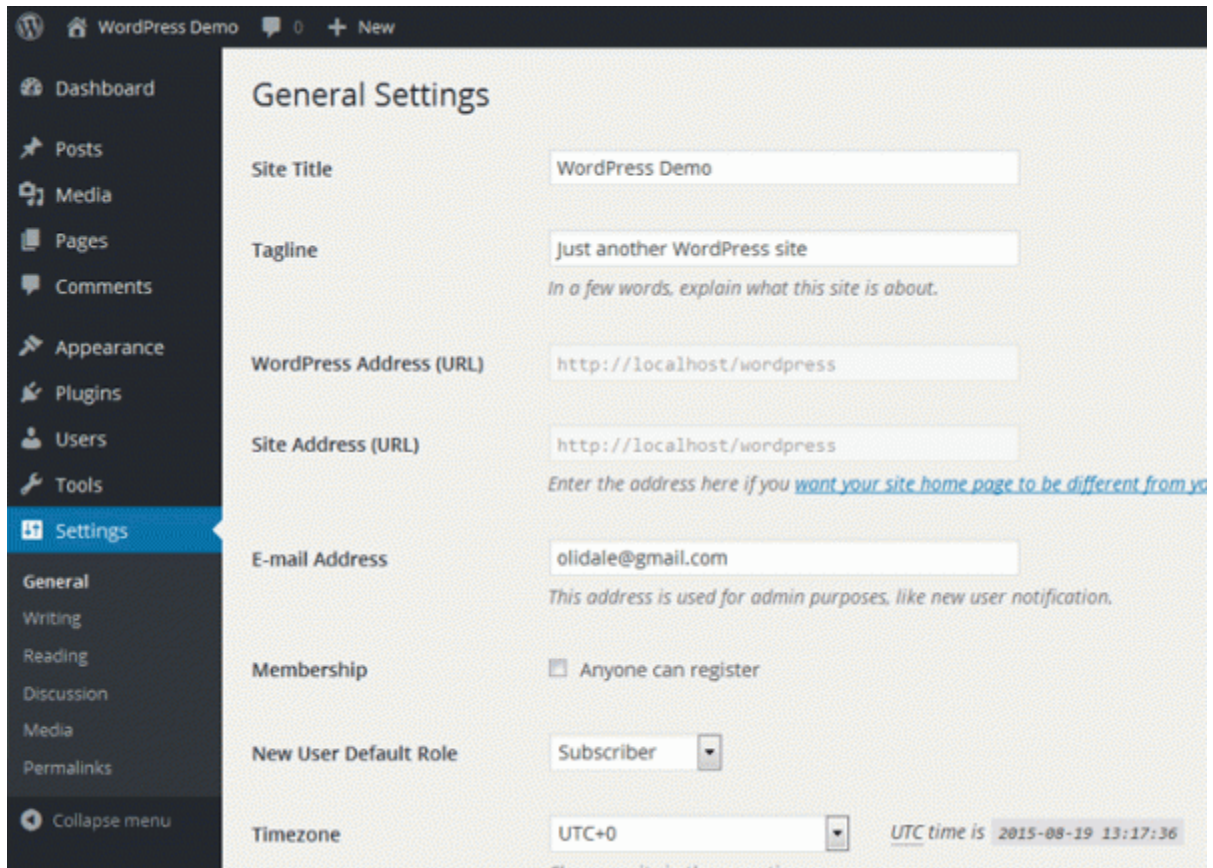 WordPress Demo 0 + New
Dashboard
Posts
Media
Pages
Comments
Appearance
Plugins
Users
Tools
Settings
General
Writing
Reading
Discussion
Media
Permalinks
Collapse menu
General Settings
Site Title WordPress Demo
Tagline Just another WordPress site
In a few words, explain what this site is about.
WordPress Address (URL) http://localhost/wordpress
Site Address (URL) http://localhost/wordpress
Enter the address here if you want your site home page to be different from
E-mail Address olidale@gmail.com
This address is used for admin purposes, like new user notification.
Membership Anyone can register
New User Default Role Subscriber
Timezone UTC+0 UTC time is 2015-08-19 13:17:36